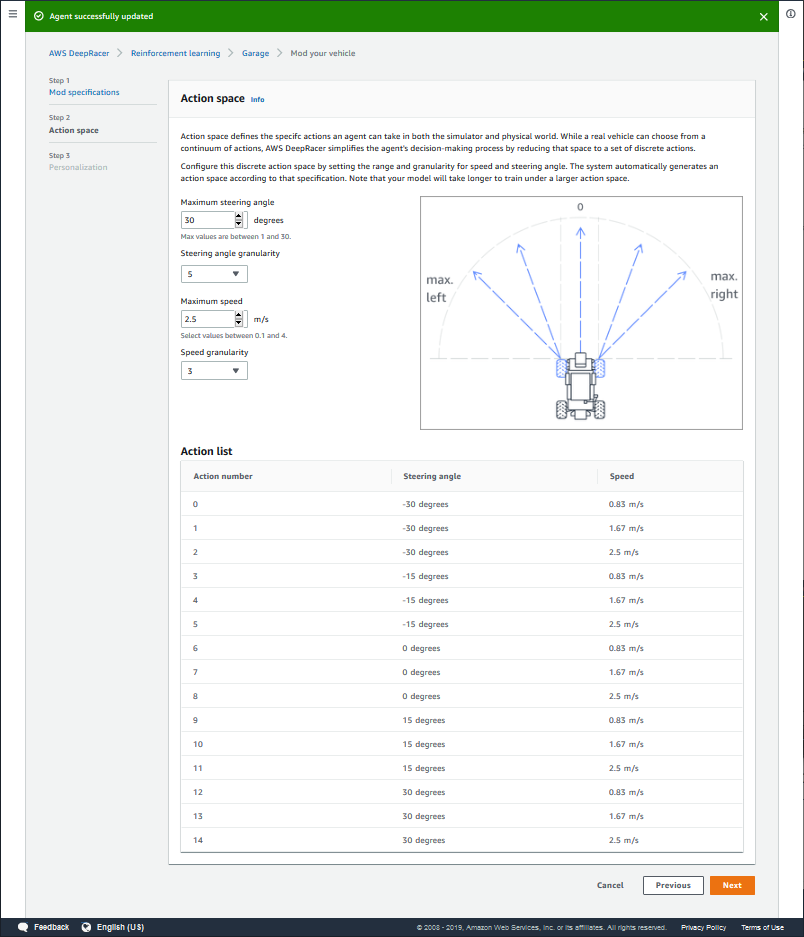 Agent successfully updated
AWS DeepRacer > Reinforcement learning > Garage > Mod your vehicle
Step 1
Mod specifications
Step 2
Action space
Step 3
Personalization
Action space Info
Action space defines the specifc actions an agent can take in both the simulator and physical world. While a real vehicle can choose from a
continuum of actions, AWS DeepRacer simplifies the agent's decision-making process by reducing that space to a set of discrete actions.
Configure this discrete action space by setting the range and granularity for speed and steering angle. The system automatically generates an
action space according to that specification. Note that your model will take longer to train under a larger action space.
Maximum steering angle
30 degrees
Max values are between 1 and 30.
Steering angle granularity
5
Maximum speed
2.5 m/s
Select values between 0.1 and 4.
Speed granularity
3
0
max.
left
max.
right
Action list
Action number Steering angle Speed
0 -30 degrees 0.83 m/s
1 -30 degrees 1.67 m/s
2 -30 degrees 2.5 m/s
3 -15 degrees 0.83 m/s
4 -15 degrees 1.67 m/s
5 -15 degrees 2.5 m/s
6 0 degrees 0.83 m/s
7 0 degrees 1.67 m/s
8 0 degrees 2.5 m/s
9 15 degrees 0.83 m/s
10 15 degrees 1.67 m/s
11 15 degrees 2.5 m/s
12 30 degrees 0.83 m/s
13 30 degrees 1.67 m/s
14 30 degrees 2.5 m/s
Cancel Previous Next
Feedback English (US) © 2008 - 2019, Amazon Web Services, Inc. or its affiliates. All rights reserved. Privacy Policy Terms of Use